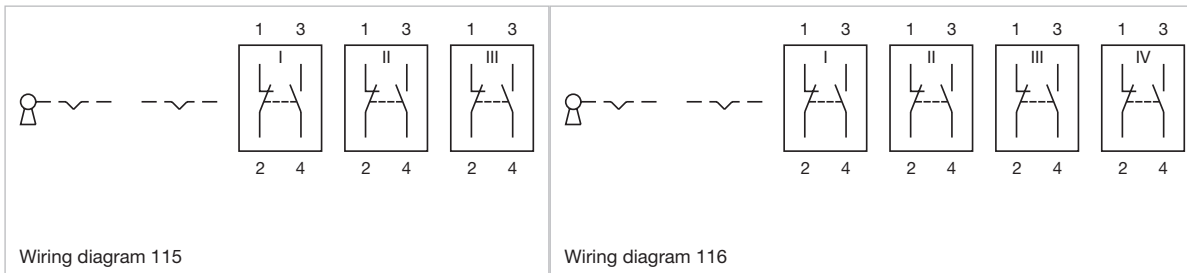 1 3 1 3 1 3
I II III
2 4 2 4 2 4
Wiring diagram 115
1 3 1 3 1 3 1 3
I II III IV
2 4 2 4 2 4 2 4
Wiring diagram 116